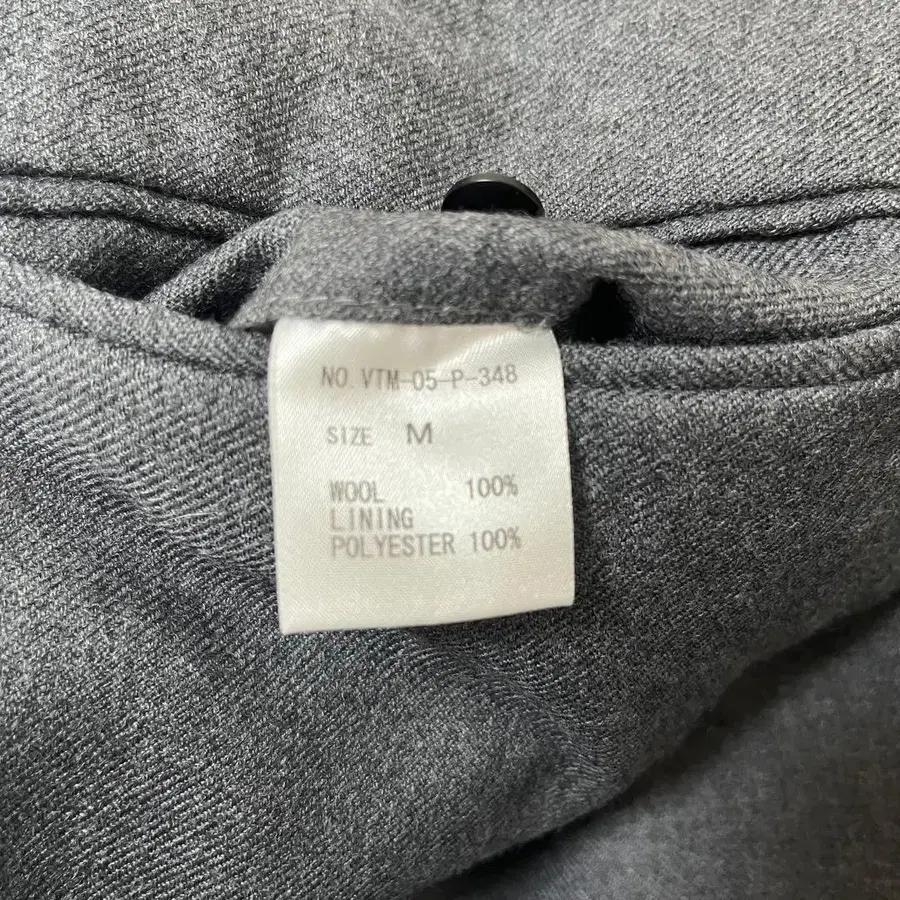 NO. VTM-05-P-348
SIZE M
WOOL 100%
LINING
POLYESTER 100%